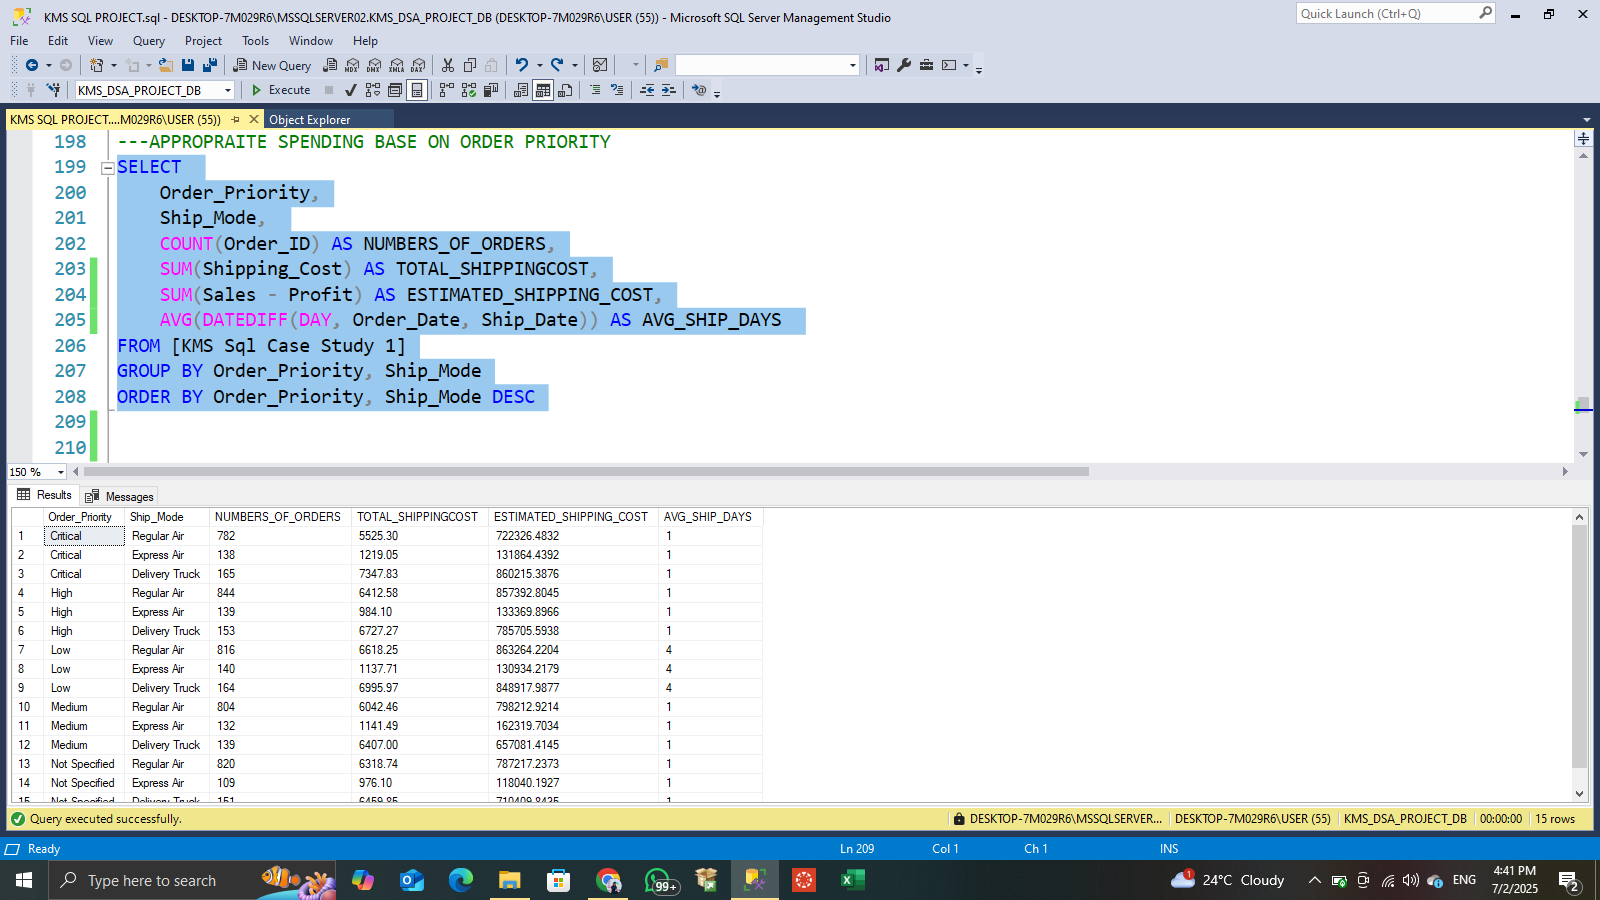 KMS SQL PROJECT.sql - DESKTOP-7M029R6\MSSQLSERVER02.KMS_DSA_PROJECT_DB (DESKTOP-7M029R6\USER (55)) - Microsoft SQL Server Management Studio
Quick Launch (Ctrl+Q)
File Edit View Query Project Tools Window Help
New Query MDX DMX XMLA DAX
KMS_DSA_PROJECT_DB Execute
KMS SQL PROJECT....M029R6\USER (55)) Object Explorer
198 ---APPROPRAITE SPENDING BASE ON ORDER PRIORITY
199 SELECT
200 Order_Priority,
201 Ship_Mode,
202 COUNT(Order_ID) AS NUMBERS_OF_ORDERS,
203 SUM(Shipping_Cost) AS TOTAL_SHIPPINGCOST,
204 SUM(Sales - Profit) AS ESTIMATED_SHIPPING_COST,
205 AVG(DATEDIFF(DAY, Order_Date, Ship_Date)) AS AVG_SHIP_DAYS
206 FROM [KMS Sql Case Study 1]
207 GROUP BY Order_Priority, Ship_Mode
208 ORDER BY Order_Priority, Ship_Mode DESC
209
210
150 %
Results Messages
Order_Priority Ship_Mode NUMBERS_OF_ORDERS TOTAL_SHIPPINGCOST ESTIMATED_SHIPPING_COST AVG_SHIP_DAYS
1 Critical Regular Air 782 5525.30 722326.4832 1
2 Critical Express Air 138 1219.05 131864.4392 1
3 Critical Delivery Truck 165 7347.83 860215.3876 1
4 High Regular Air 844 6412.58 857392.8045 1
5 High Express Air 139 984.10 133369.8966 1
6 High Delivery Truck 153 6727.27 785705.5938 1
7 Low Regular Air 816 6618.25 863264.2204 4
8 Low Express Air 140 1137.71 130934.2179 4
9 Low Delivery Truck 164 6995.97 848917.9877 4
10 Medium Regular Air 804 6042.46 798212.9214 1
11 Medium Express Air 132 1141.49 162319.7034 1
12 Medium Delivery Truck 139 6407.00 657081.4145 1
13 Not Specified Regular Air 820 6318.74 787217.2373 1
14 Not Specified Express Air 109 976.10 118040.1927 1
15 Not Specified Delivery Truck 151 6459.85 710409.8435 1
Query executed successfully. DESKTOP-7M029R6\MSSQLSERVER... DESKTOP-7M029R6\USER (55) KMS_DSA_PROJECT_DB 00:00:00 15 rows
Ready Ln 209 Col 1 Ch 1 INS
Type here to search 99+ 1 24°C Cloudy ENG 4:41 PM
7/2/2025 2